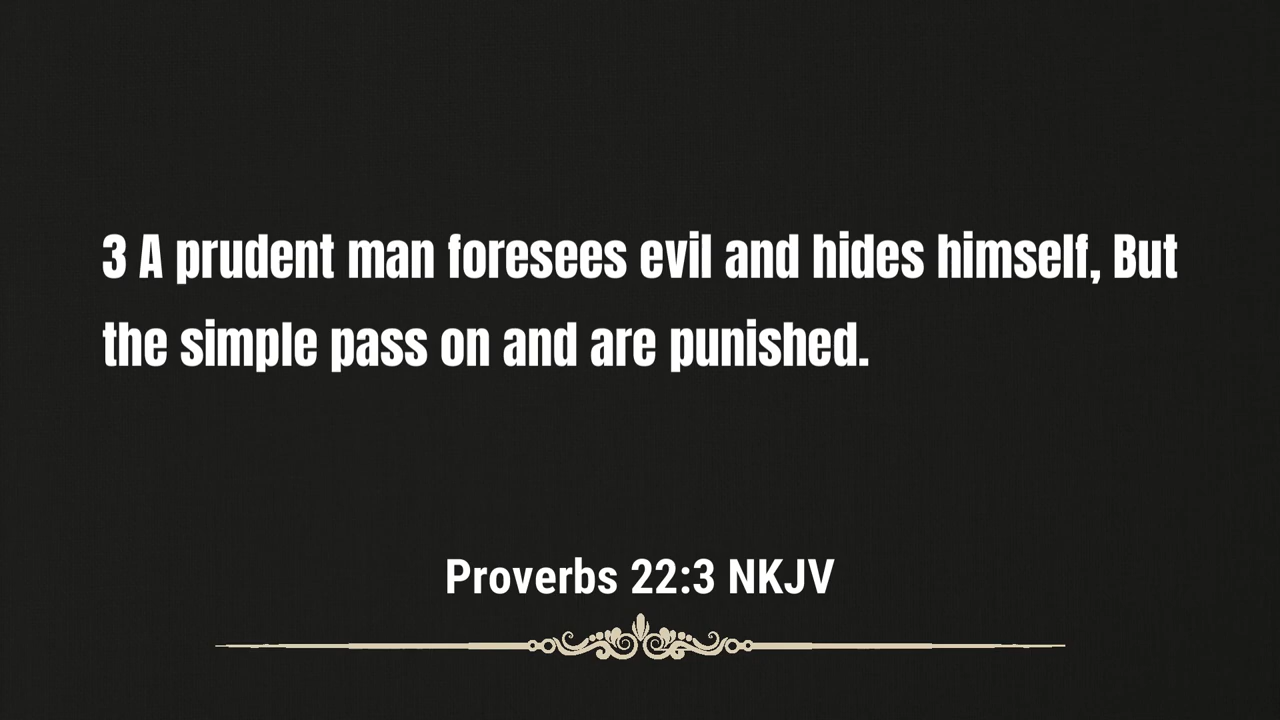 3 A prudent man foresees evil and hides himself, But
the simple pass on and are punished.
Proverbs 22:3 NKJV